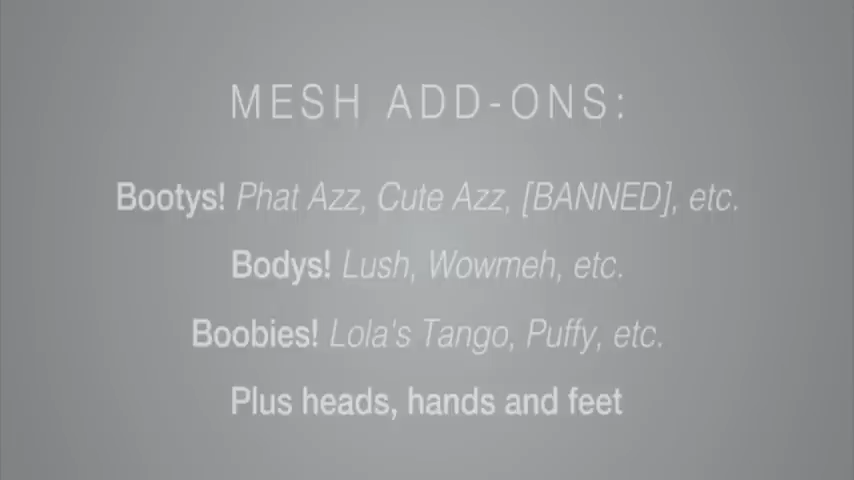 MESH ADD-ONS:
Bootys! Phat Azz, Cute Azz, [BANNED], etc.
Bodys! Lush, Wowmeh, etc.
Boobies! Lola's Tango, Puffy, etc.
Plus heads, hands and feet